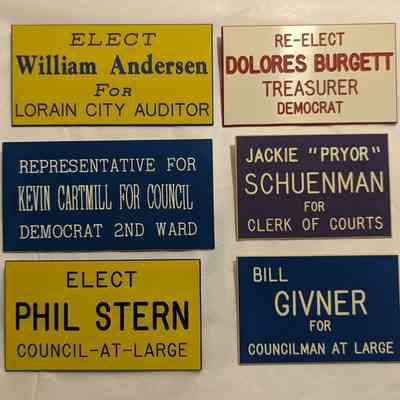 ELECT
William Andersen
FOR
LORAIN CITY AUDITOR
RE-ELECT
DOLORES BURGETT
TREASURER
DEMOCRAT
REPRESENTATIVE FOR
KEVIN CARTMILL FOR COUNCIL
DEMOCRAT 2ND WARD
JACKIE "PRYOR"
SCHUENMAN
FOR
CLERK OF COURTS
ELECT
PHIL STERN
COUNCIL-AT-LARGE
BILL
GIVNER
FOR
COUNCILMAN AT LARGE